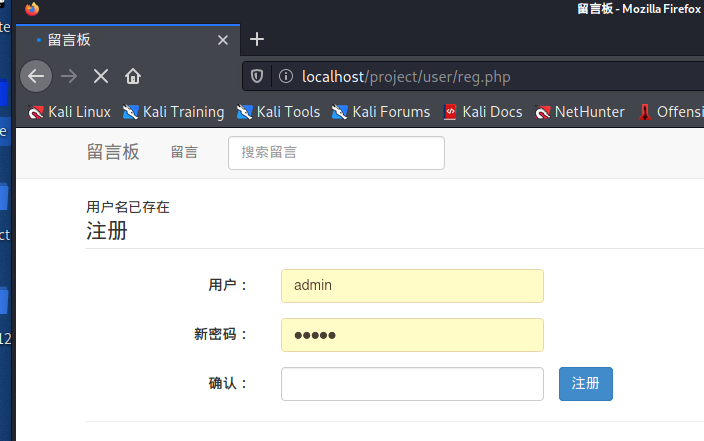 留言板 - Mozilla Firefox
留言板
localhost/project/user/reg.php
Kali Linux Kali Training Kali Tools Kali Forums Kali Docs NetHunter Offensi
留言板 留言 搜索留言
用户名已存在
注册
用户： admin
新密码： ●●●●●
确认： 注册
te
e
ct
12